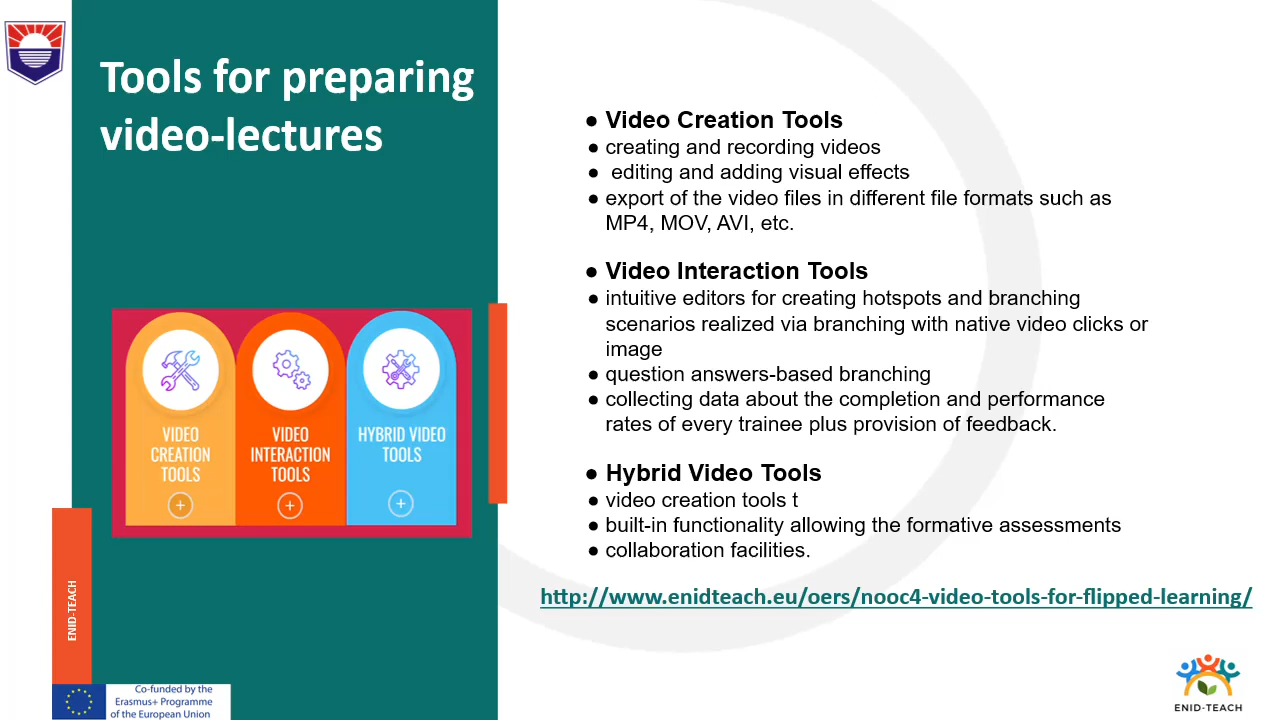 Tools for preparing
video-lectures
VIDEO
CREATION
TOOLS
VIDEO
INTERACTION
TOOLS
HYBRID VIDEO
TOOLS
ENID-TEACH
Co-funded by the
Erasmus+ Programme
of the European Union
● Video Creation Tools
● creating and recording videos
● editing and adding visual effects
● export of the video files in different file formats such as
MP4, MOV, AVI, etc.
● Video Interaction Tools
● intuitive editors for creating hotspots and branching
scenarios realized via branching with native video clicks or
image
● question answers-based branching
● collecting data about the completion and performance
rates of every trainee plus provision of feedback.
● Hybrid Video Tools
● video creation tools t
● built-in functionality allowing the formative assessments
● collaboration facilities.
http://www.enidteach.eu/oers/nooc4-video-tools-for-flipped-learning/
ENID-TEACH